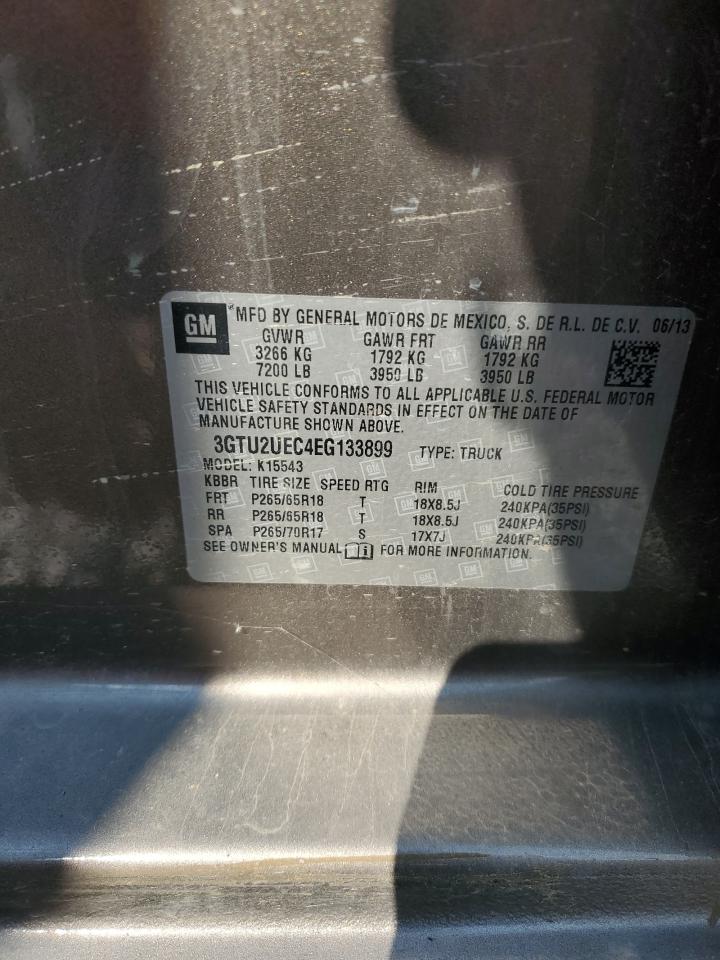 GM
MFD BY GENERAL MOTORS DE MEXICO, S. DE R.L. DE C.V. 06/13
GVWR GAWR FRT GAWR RR
3266 KG 1792 KG 1792 KG
7200 LB 3950 LB 3950 LB
THIS VEHICLE CONFORMS TO ALL APPLICABLE U.S. FEDERAL MOTOR
VEHICLE SAFETY STANDARDS IN EFFECT ON THE DATE OF
MANUFACTURE SHOWN ABOVE.
3GTU2UEC4EG133899 TYPE: TRUCK
MODEL: K15543
KBBR TIRE SIZE SPEED RTG RIM COLD TIRE PRESSURE
FRT P265/65R18 T 18X8.5J 240KPA(35PSI)
RR P265/65R18 T 18X8.5J 240KPA(35PSI)
SPA P265/70R17 S 17X7J 240KPA(35PSI)
SEE OWNER'S MANUAL FOR MORE INFORMATION.